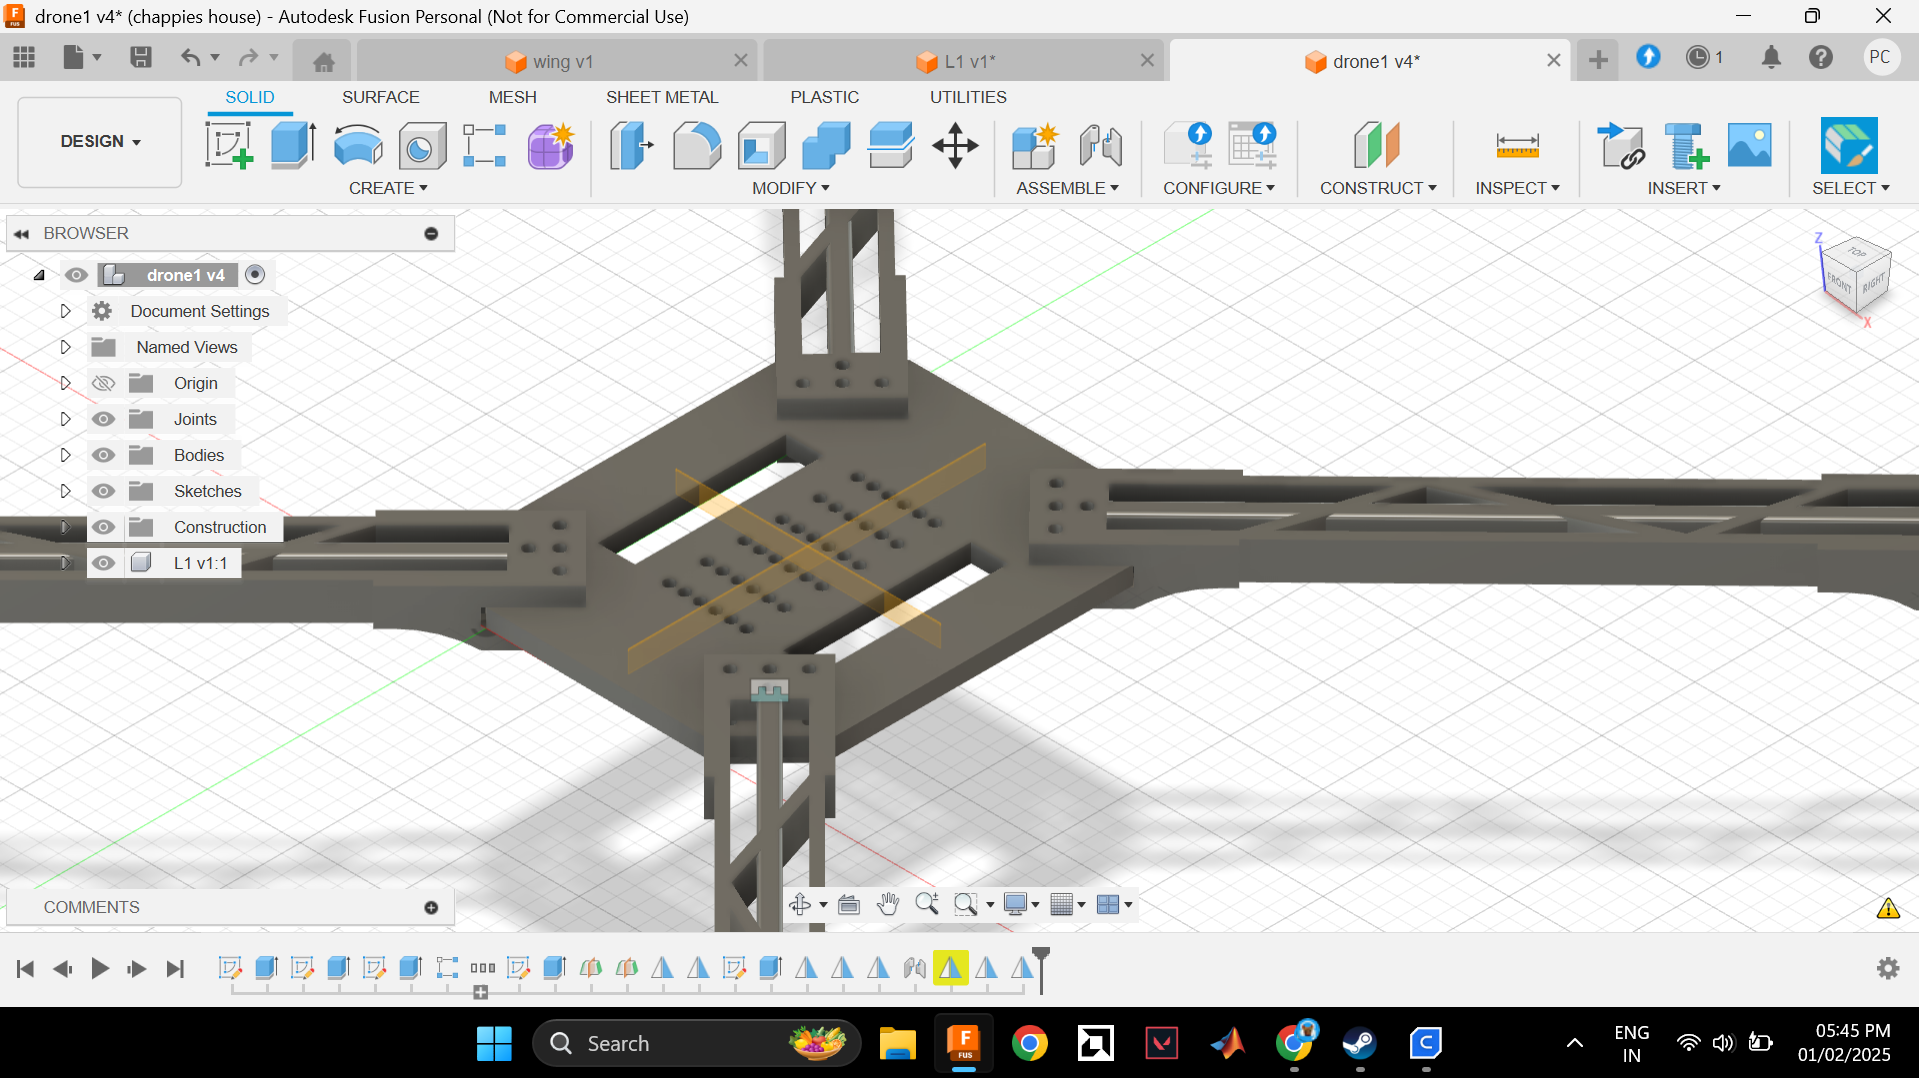 drone1 v4* (chappies house) - Autodesk Fusion Personal (Not for Commercial Use)
wing v1
L1 v1*
drone1 v4*
1
PC
DESIGN
SOLID
SURFACE
MESH
SHEET METAL
PLASTIC
UTILITIES
CREATE
MODIFY
ASSEMBLE
CONFIGURE
CONSTRUCT
INSPECT
INSERT
SELECT
BROWSER
drone1 v4
Document Settings
Named Views
Origin
Joints
Bodies
Sketches
Construction
L1 v1:1
Z
TOP
FRONT
RIGHT
X
COMMENTS
Search
F
FUS
C
ENG
IN
05:45 PM
01/02/2025